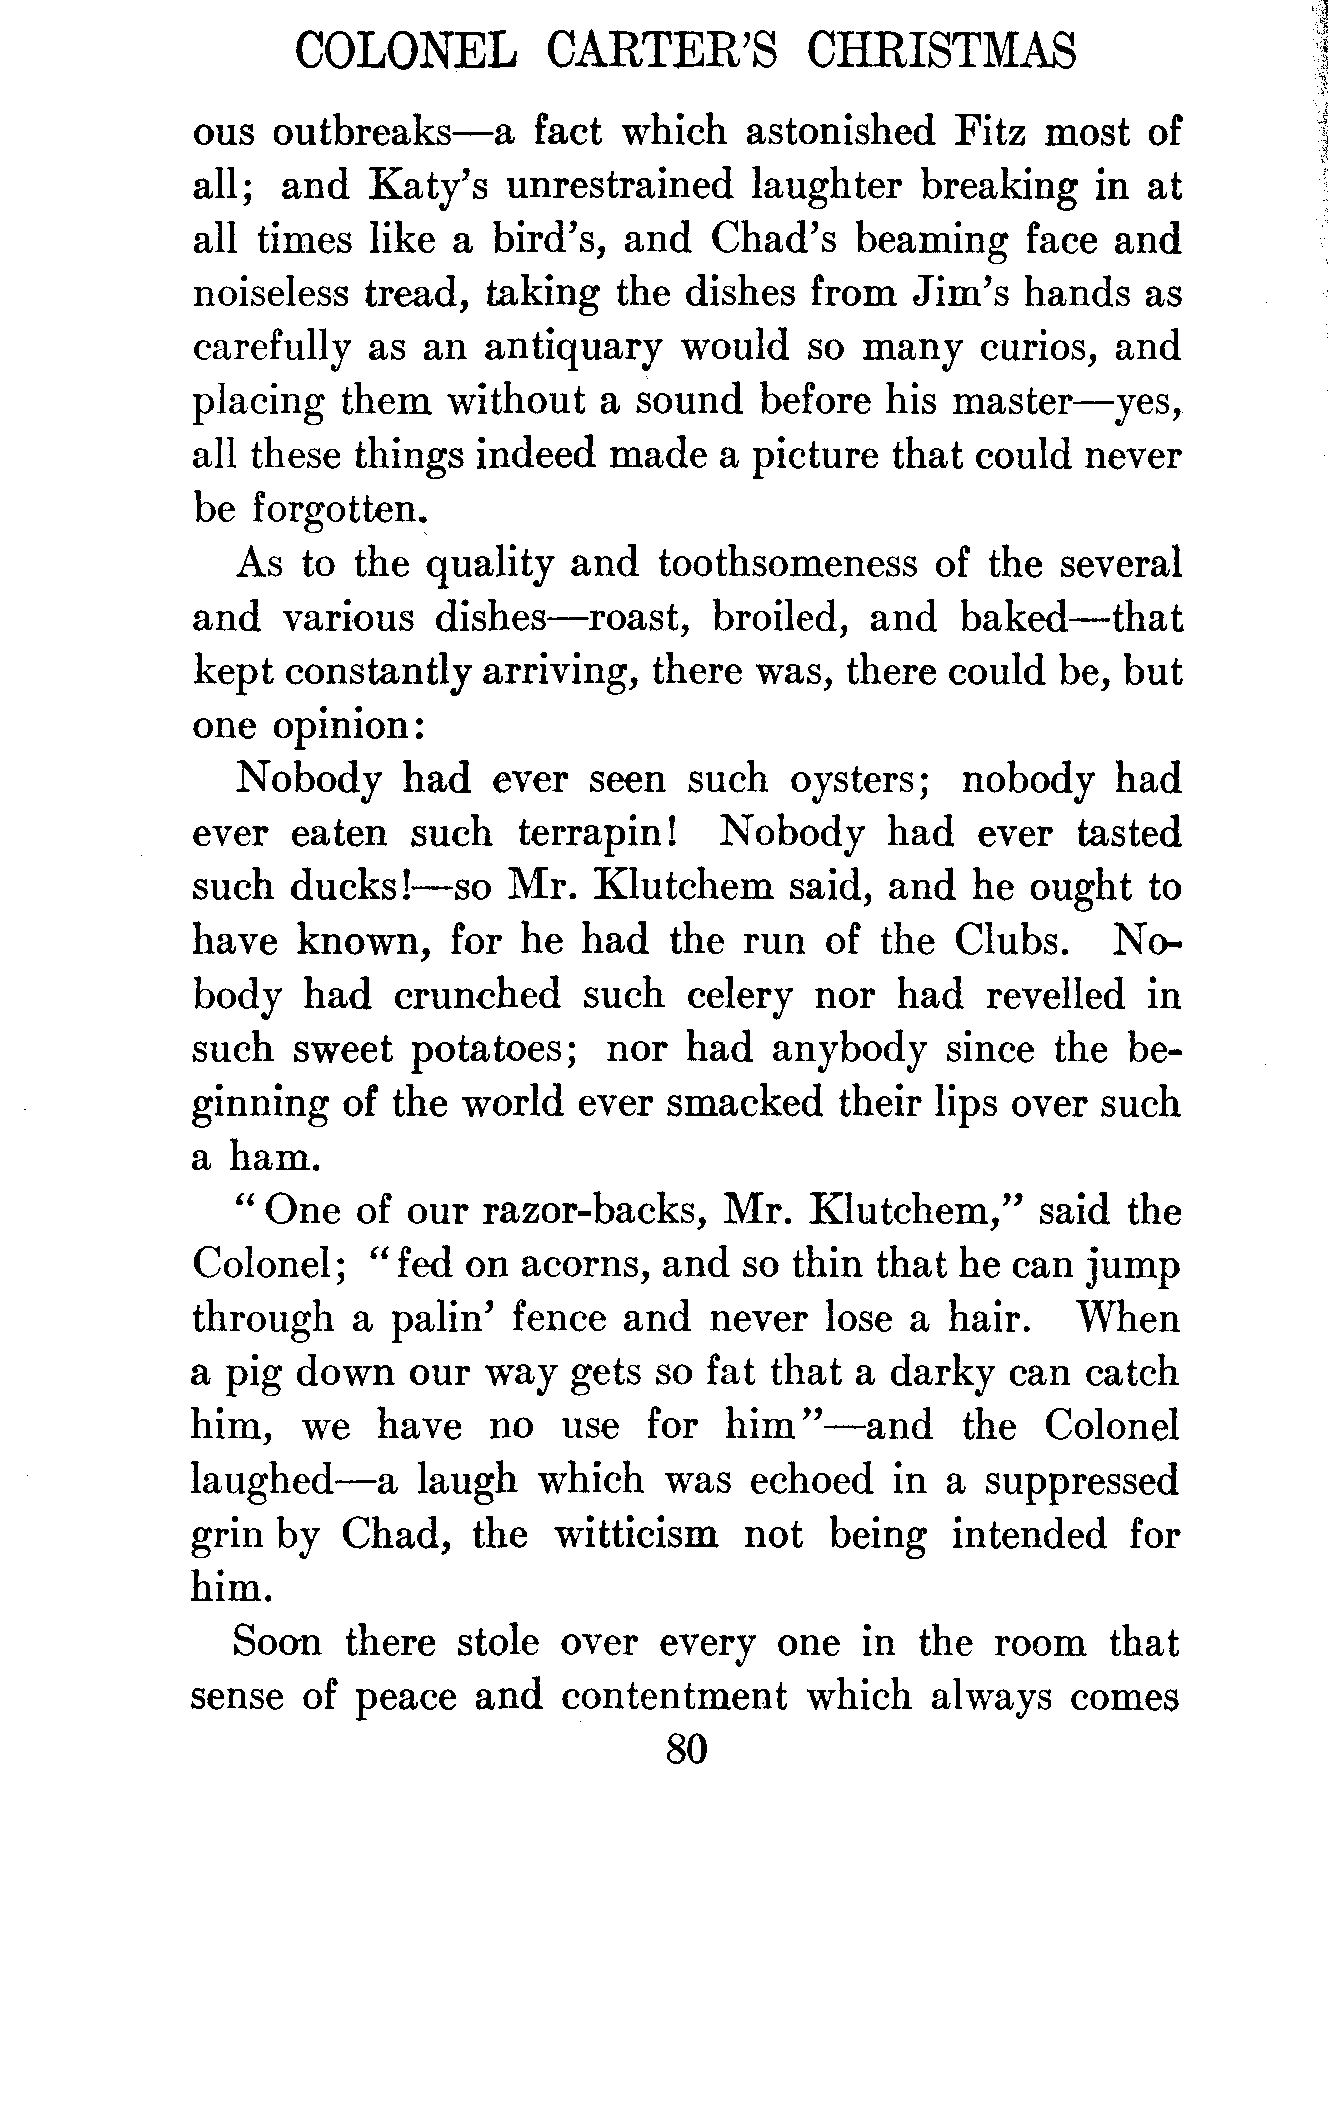 COLONEL CARTER'S CHRISTMAS
ous outbreaks—a fact which astonished Fitz most of
all; and Katy's unrestrained laughter breaking in at
all times like a bird's, and Chad's beaming face and
noiseless tread, taking the dishes from Jim's hands as
carefully as an antiquary would so many curios, and
placing them without a sound before his master—yes,
all these things indeed made a picture that could never
be forgotten.
As to the quality and toothsomeness of the several
and various dishes—roast, broiled, and baked—that
kept constantly arriving, there was, there could be, but
one opinion:
Nobody had ever seen such oysters; nobody had
ever eaten such terrapin! Nobody had ever tasted
such ducks!—so Mr. Klutchem said, and he ought to
have known, for he had the run of the Clubs. No-
body had crunched such celery nor had revelled in
such sweet potatoes; nor had anybody since the be-
ginning of the world ever smacked their lips over such
a ham.
"One of our razor-backs, Mr. Klutchem," said the
Colonel; "fed on acorns, and so thin that he can jump
through a palin' fence and never lose a hair. When
a pig down our way gets so fat that a darky can catch
him, we have no use for him"—and the Colonel
laughed—a laugh which was echoed in a suppressed
grin by Chad, the witticism not being intended for
him.
Soon there stole over every one in the room that
sense of peace and contentment which always comes
80